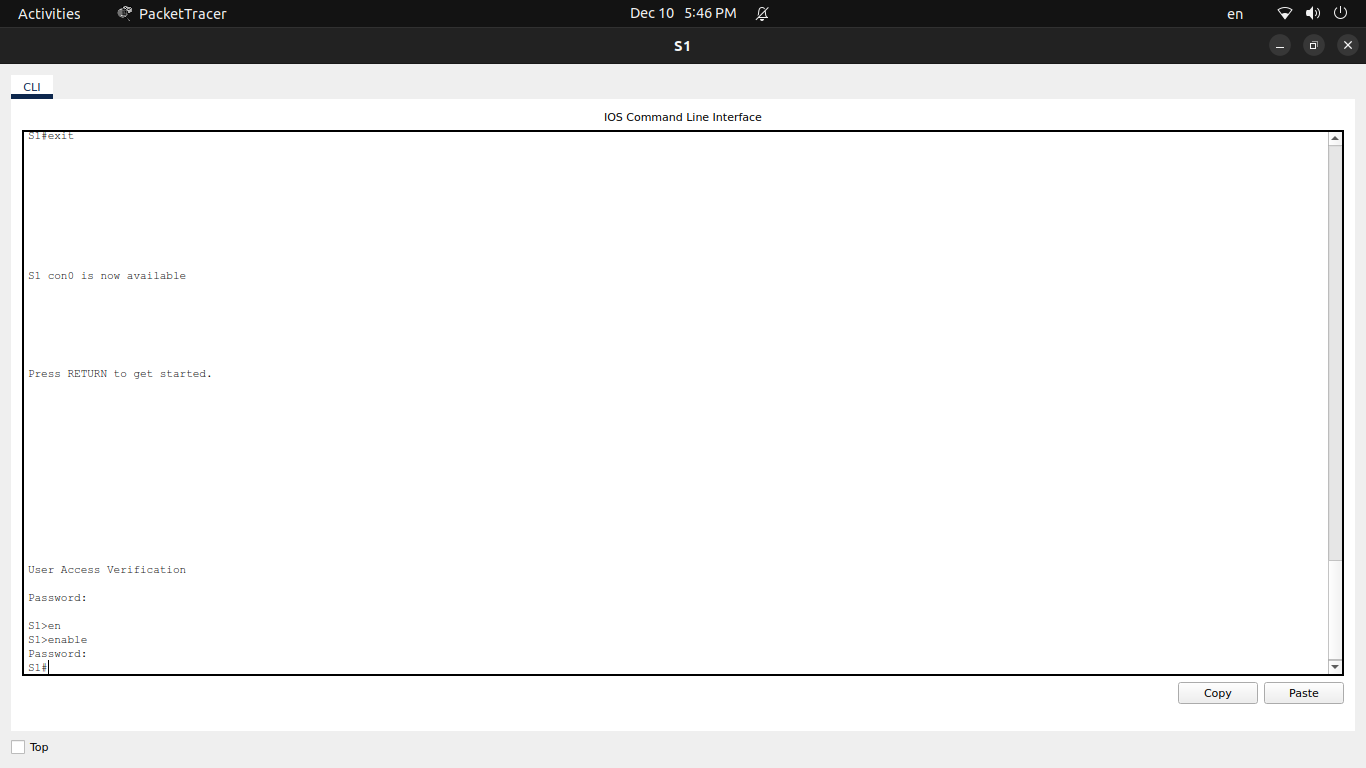 Activities
PacketTracer
Dec 10 5:46 PM
en
S1
CLI
IOS Command Line Interface
S1#exit
S1 con0 is now available
Press RETURN to get started.
User Access Verification
Password:
S1>en
S1>enable
Password:
S1#
Copy
Paste
Top